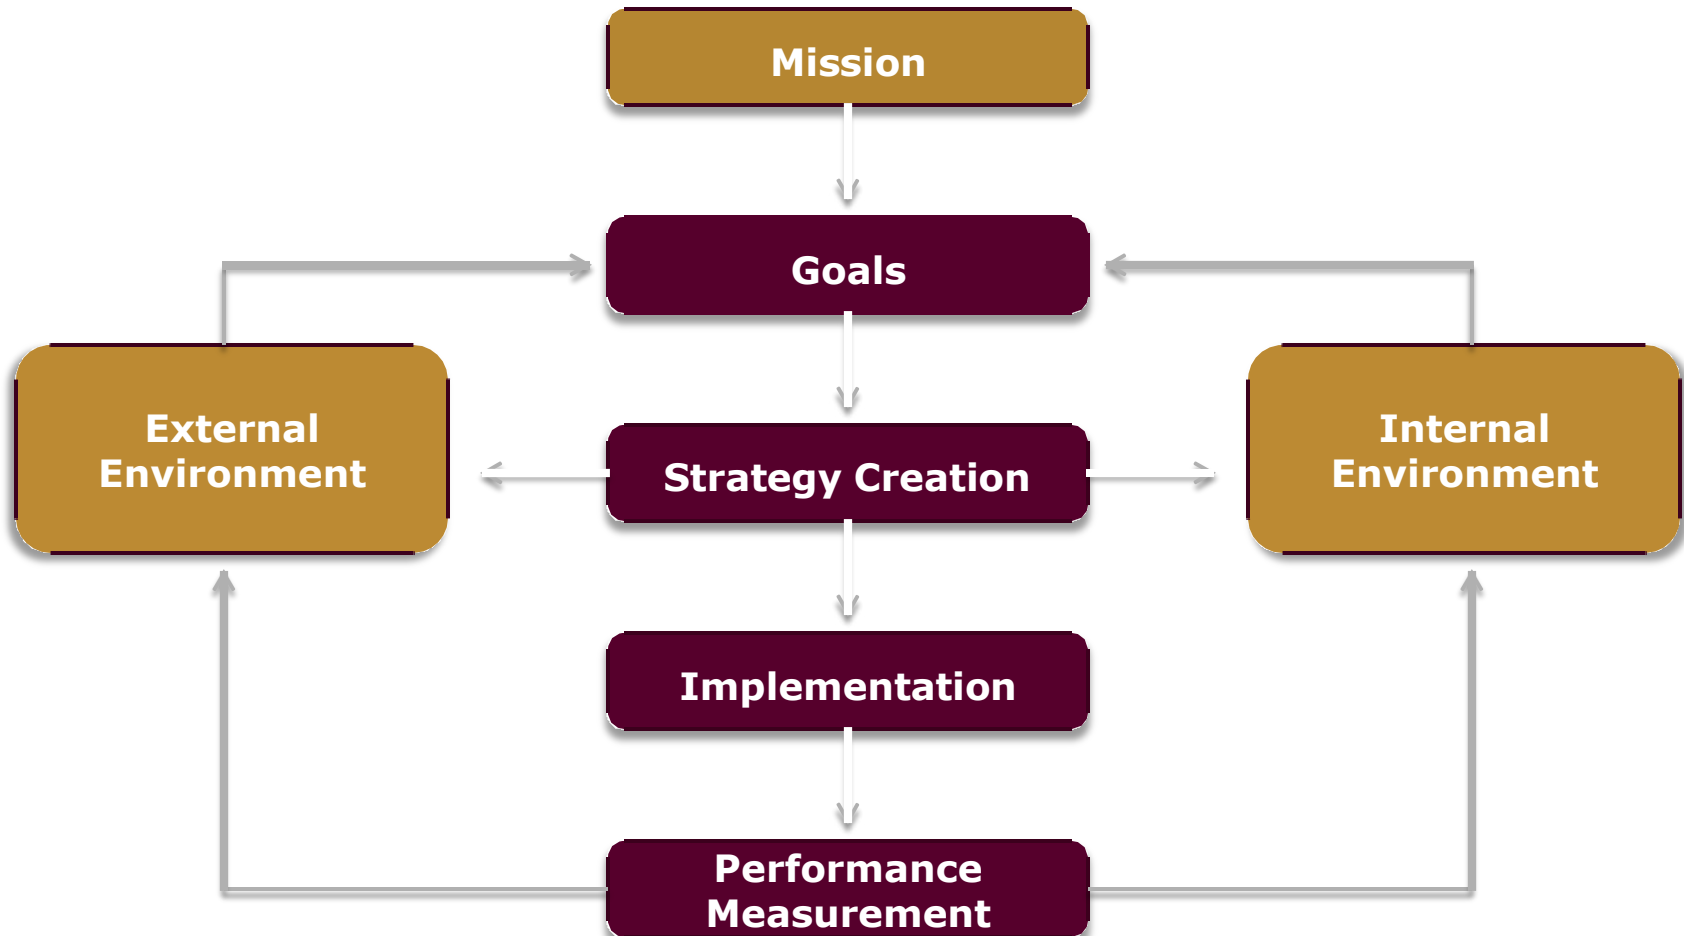 Mission
Goals
External
Environment
Internal
Environment
Strategy Creation
Implementation
Performance
Measurement